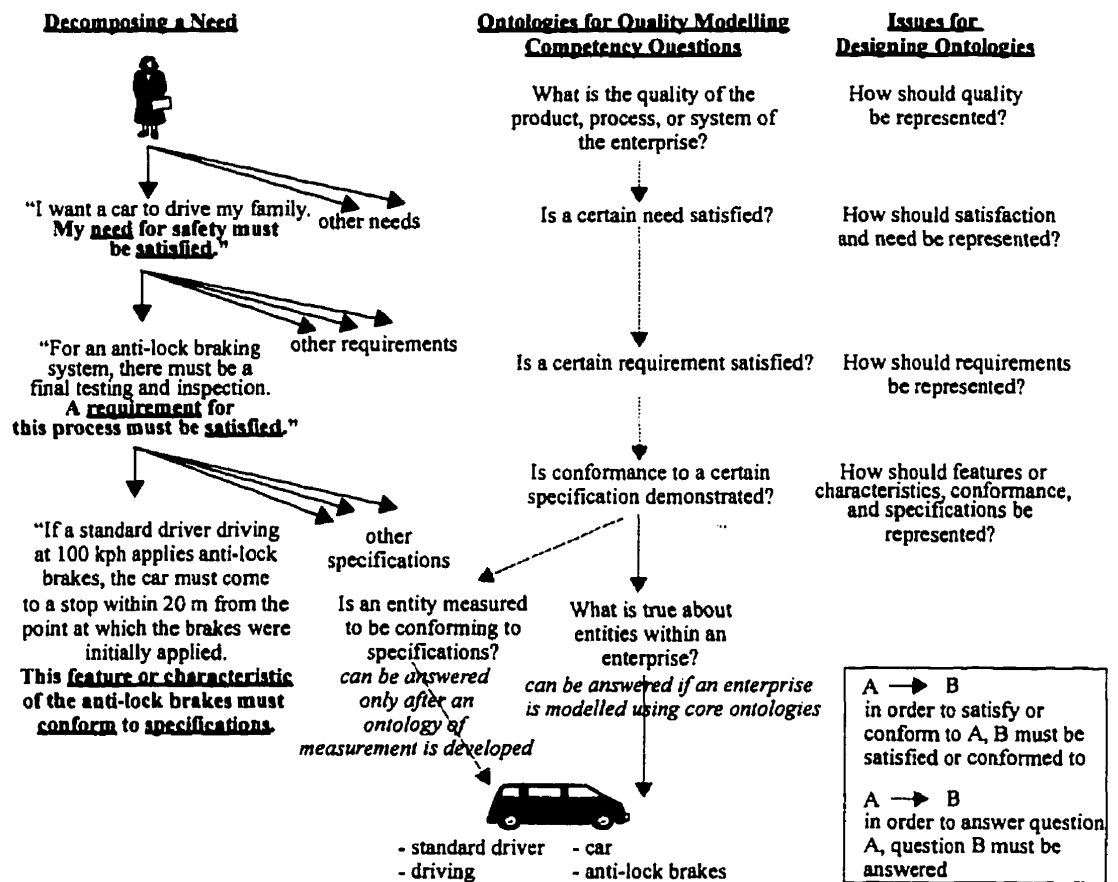 Decomposing a Need
"I want a car to drive my family.
My need for safety must
be satisfied."
other needs
"For an anti-lock braking
system, there must be a
final testing and inspection.
A requirement for
this process must be satisfied."
other requirements
"If a standard driver driving
at 100 kph applies anti-lock
brakes, the car must come
to a stop within 20 m from the
point at which the brakes were
initially applied.
This feature or characteristic
of the anti-lock brakes must
conform to specifications.
other
specifications
Ontologies for Quality Modelling
Competency Questions
What is the quality of the
product, process, or system of
the enterprise?
Is a certain need satisfied?
Is a certain requirement satisfied?
Is conformance to a certain
specification demonstrated?
Is an entity measured
to be conforming to
specifications?
can be answered
only after an
ontology of
measurement is developed
What is true about
entities within an
enterprise?
can be answered if an enterprise
is modelled using core ontologies
- standard driver - car
- driving - anti-lock brakes
Issues for
Designing Ontologies
How should quality
be represented?
How should satisfaction
and need be represented?
How should requirements
be represented?
How should features or
characteristics, conformance,
and specifications be
represented?
A B
in order to satisfy or
conform to A, B must be
satisfied or conformed to
A B
in order to answer question
A, question B must be
answered